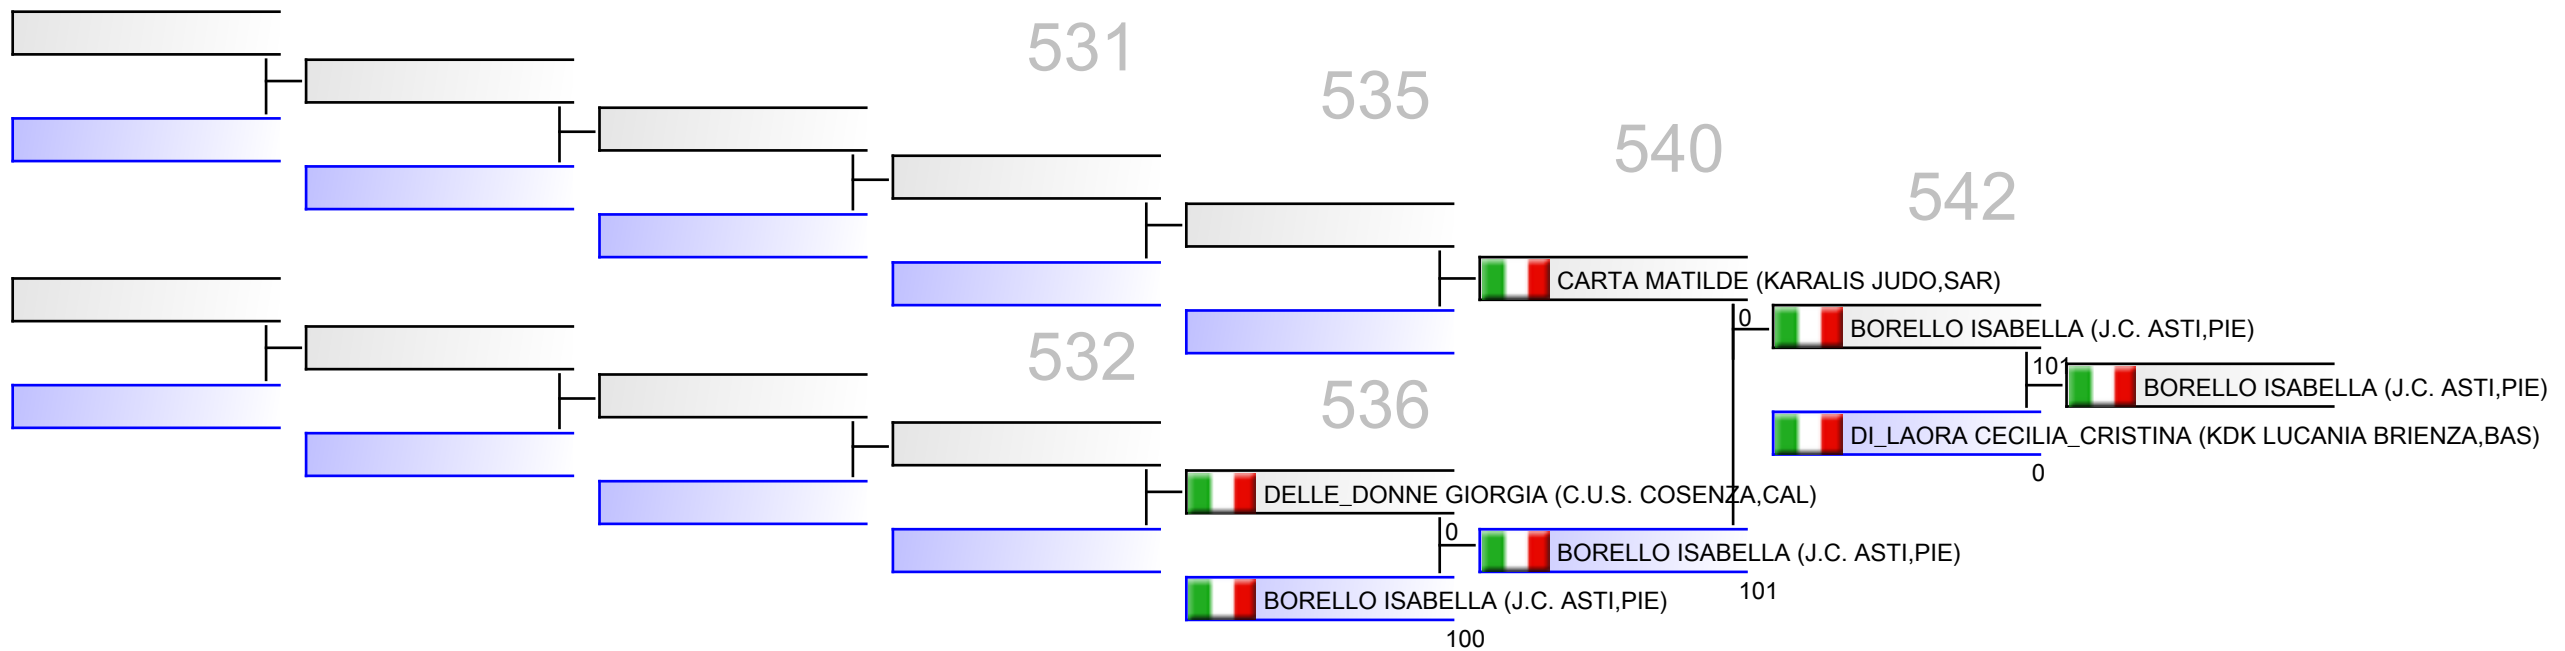 531
535
540
542
CARTA MATILDE (KARALIS JUDO,SAR)
0
BORELLO ISABELLA (J.C. ASTI,PIE)
101
BORELLO ISABELLA (J.C. ASTI,PIE)
532
536
DI_LAORA CECILIA_CRISTINA (KDK LUCANIA BRIENZA,BAS)
0
DELLE_DONNE GIORGIA (C.U.S. COSENZA,CAL)
0
BORELLO ISABELLA (J.C. ASTI,PIE)
101
BORELLO ISABELLA (J.C. ASTI,PIE)
100